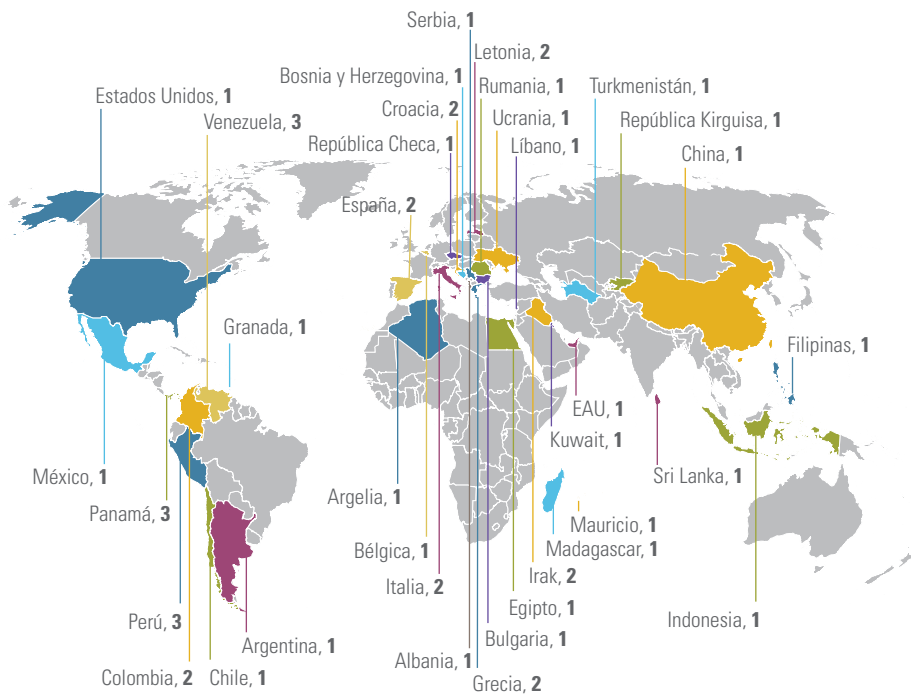 Serbia, 1
Letonia, 2
Bosnia y Herzegovina, 1
Rumania, 1
Turkmenistán, 1
Estados Unidos, 1
Croacia, 2
Ucrania, 1
República Kirguisa, 1
Venezuela, 3
República Checa, 1
Líbano, 1
China, 1
España, 2
Granada, 1
Filipinas, 1
EAU, 1
Kuwait, 1
México, 1
Sri Lanka, 1
Argelia, 1
Panamá, 3
Mauricio, 1
Bélgica, 1
Madagascar, 1
Italia, 2
Irak, 2
Egipto, 1
Perú, 3
Indonesia, 1
Bulgaria, 1
Argentina, 1
Albania, 1
Colombia, 2
Chile, 1
Grecia, 2